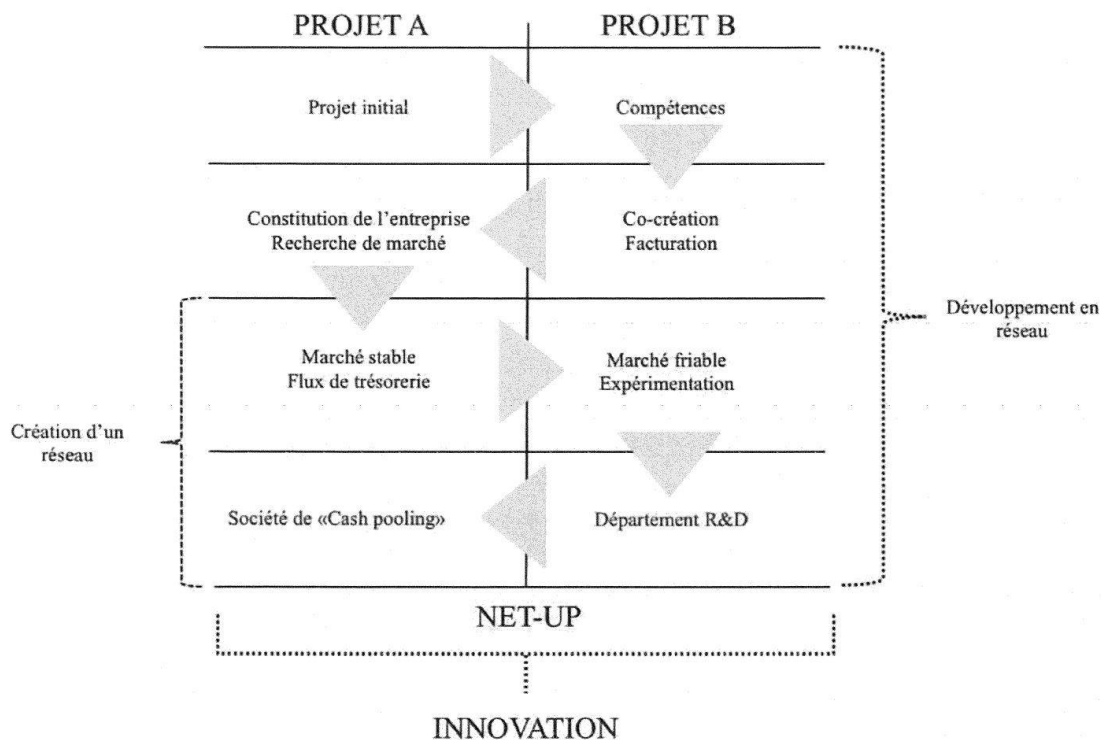 PROJET A
PROJET B
Projet initial
Compétences
Constitution de l'entreprise
Recherche de marché
Co-création
Facturation
Développement en
réseau
Marché stable
Flux de trésorerie
Marché friable
Expérimentation
Création d'un
réseau
Société de «Cash pooling»
Département R&D
NET-UP
INNOVATION